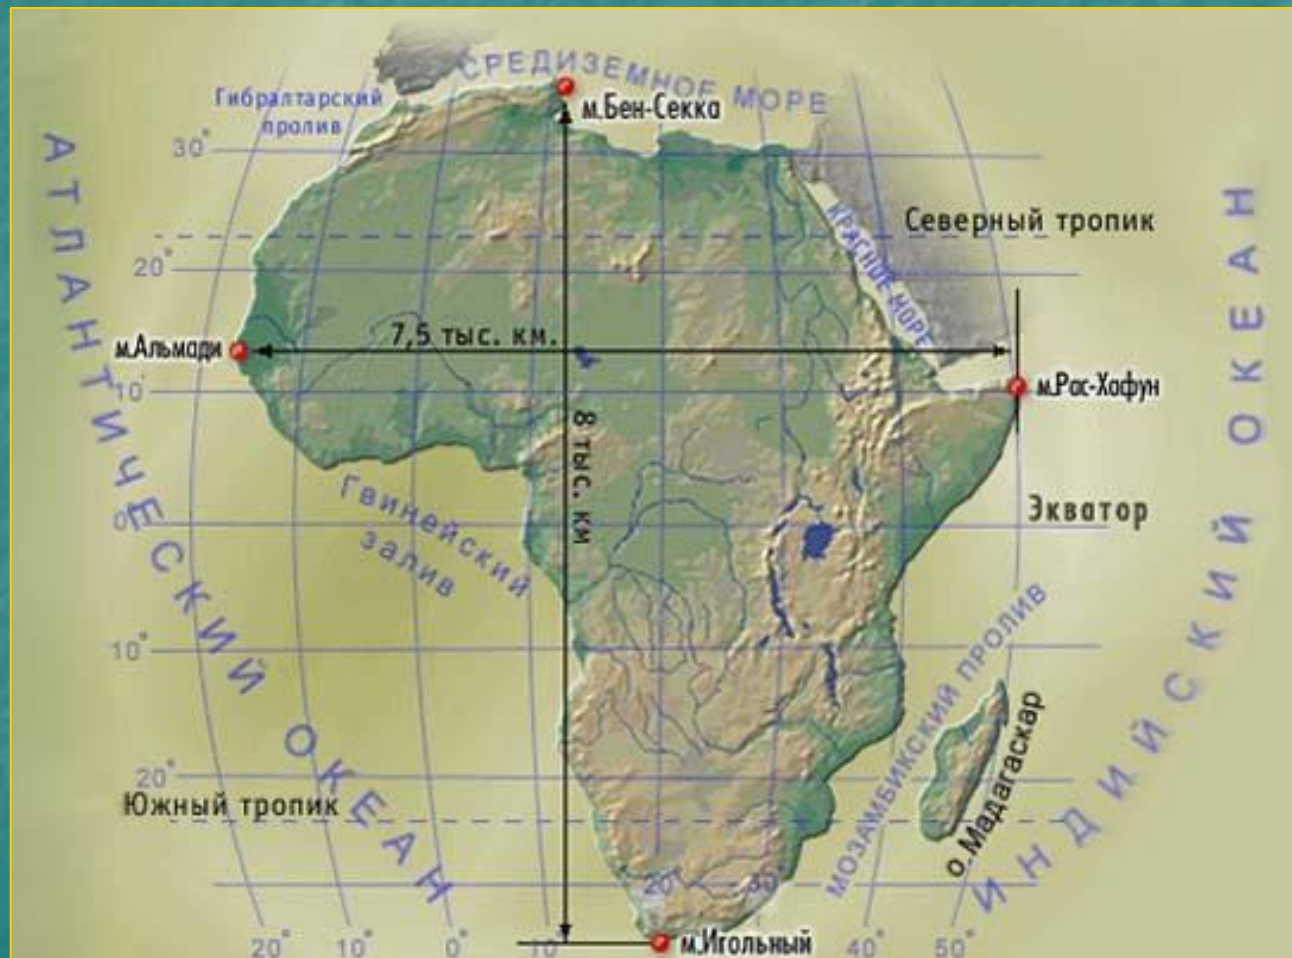 СРЕДИЗЕМНОЕ МОРЕ
Гибралтарский
пролив
м.Бен-Секка
30°
АТЛАНТИЧЕСКИЙ ОКЕАН
Северный тропик
КРАСНОЕ МОРЕ
ИНДИЙСКИЙ ОКЕАН
20°
7,5 тыс. км.
м.Альмади
10°
м.Рас-Хафун
8 тыс. км
Гвинейский
залив
0°
Экватор
10°
МОЗАМБИКСКИЙ ПРОЛИВ
о.Мадагаскар
20°
Южный тропик
20° 30°
20° 10° 0° 10° 40° 50°
м.Игольный